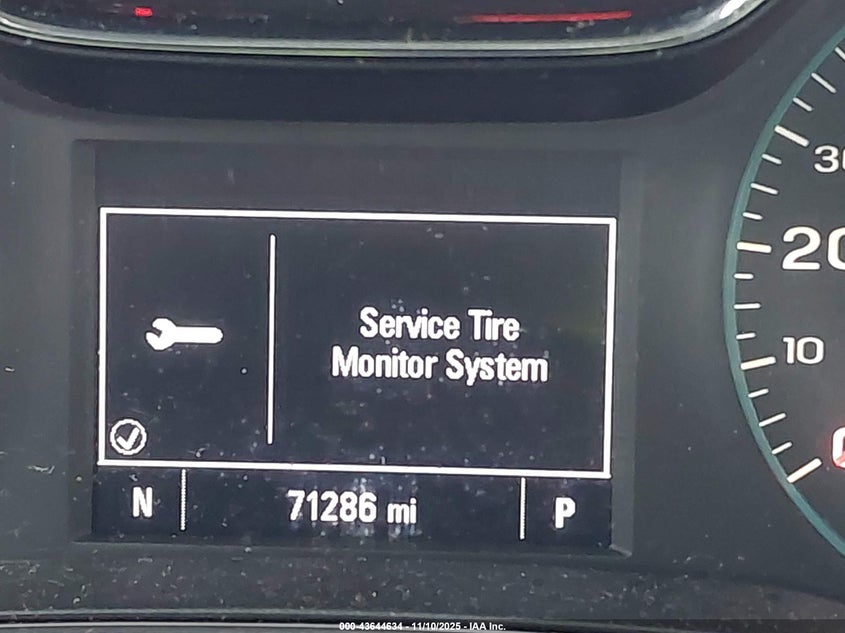 30
20
10
Service Tire
Monitor System
N 71286 mi P
000-43644634 - 11/10/2025 - IAA Inc.